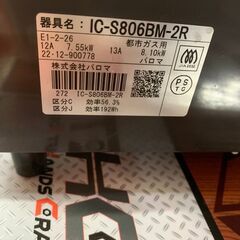 器具名: IC-S806BM-2R
E1-2-26 都市ガス用
12A 7.55kW 13A 8.10kW
22.12-900778 パロマ
株式会社パロマ
272 IC-S806BM-2R
区分C 効率56.3%
区分J 効率192Wh
PS
TG